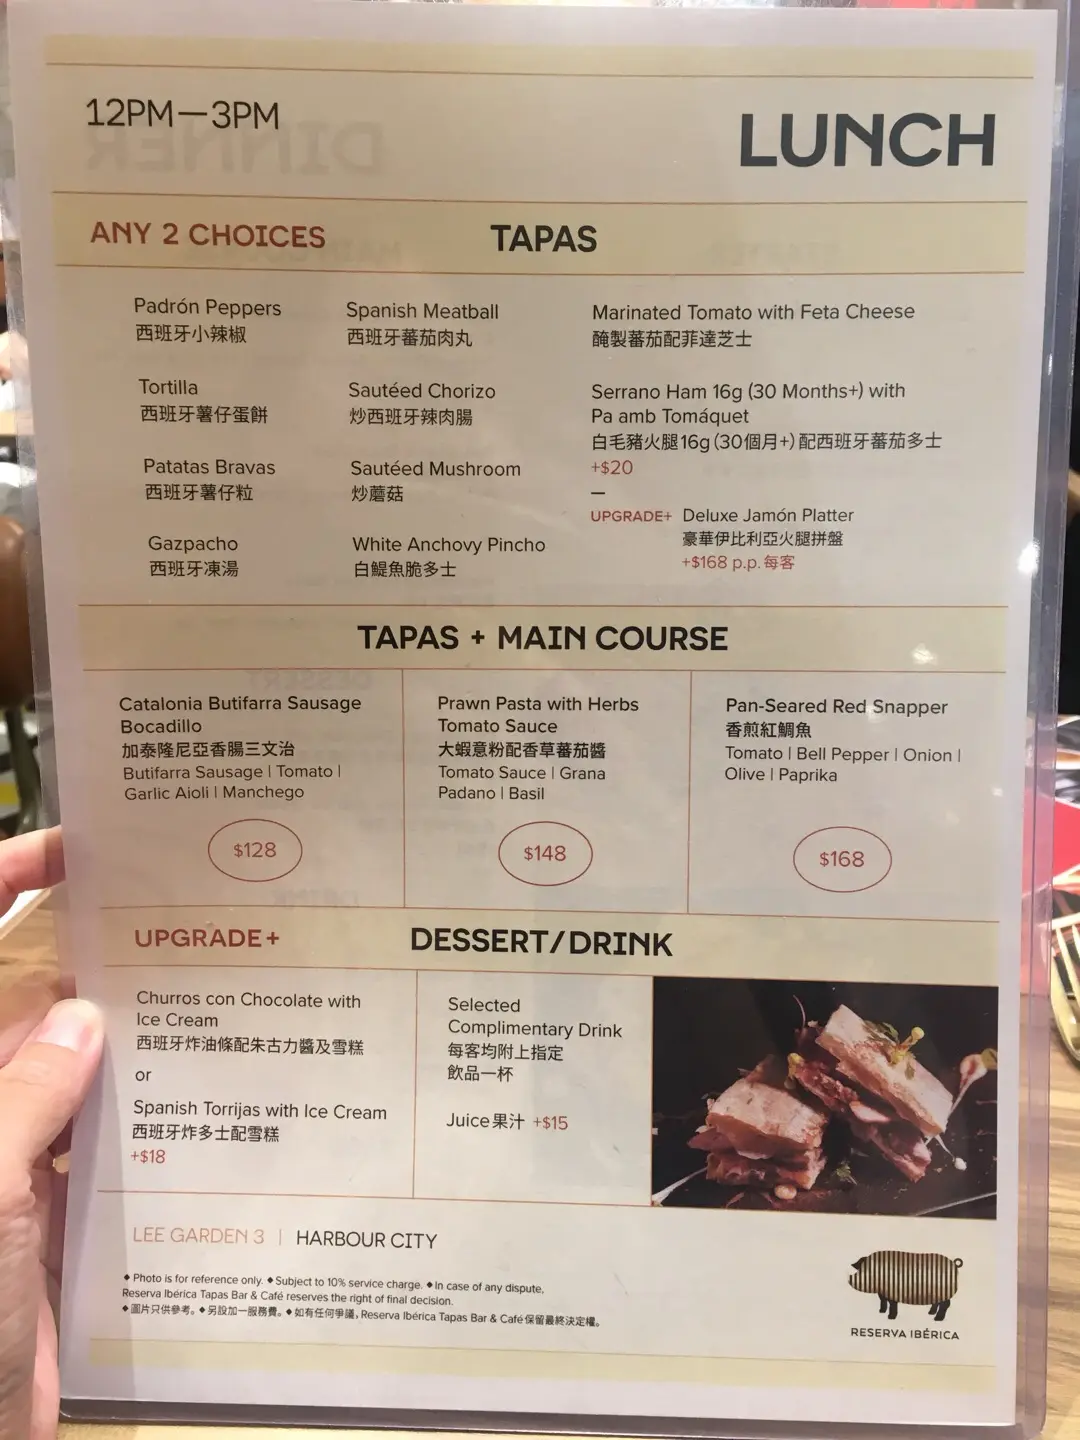 12PM—3PM
LUNCH
ANY 2 CHOICES
TAPAS
Padrón Peppers
西班牙小辣椒
Tortilla
西班牙薯仔蛋餅
Patatas Bravas
西班牙薯仔粒
Gazpacho
西班牙凍湯
Spanish Meatball
西班牙蕃茄肉丸
Sautéed Chorizo
炒西班牙辣肉腸
Sautéed Mushroom
炒蘑菇
White Anchovy Pincho
白鯷魚脆多士
Marinated Tomato with Feta Cheese
醃製蕃茄配菲達芝士
Serrano Ham 16g (30 Months+) with
Pa amb Tomáquet
白毛豬火腿16g(30個月+)配西班牙蕃茄多士
+$20
—
UPGRADE+ Deluxe Jamón Platter
豪華伊比利亞火腿拼盤
+$168 p.p. 每客
TAPAS + MAIN COURSE
Catalonia Butifarra Sausage
Bocadillo
加泰隆尼亞香腸三文治
Butifarra Sausage | Tomato |
Garlic Aioli | Manchego
$128
Prawn Pasta with Herbs
Tomato Sauce
大蝦意粉配香草蕃茄醬
Tomato Sauce | Grana
Padano | Basil
$148
Pan-Seared Red Snapper
香煎紅鯛魚
Tomato | Bell Pepper | Onion |
Olive | Paprika
$168
UPGRADE+
DESSERT/DRINK
Churros con Chocolate with
Ice Cream
西班牙炸油條配朱古力醬及雪糕
or
Spanish Torrijas with Ice Cream
西班牙炸多士配雪糕
+$18
Selected
Complimentary Drink
每客均附上指定
飲品一杯
Juice果汁 +$15
LEE GARDEN 3 | HARBOUR CITY
◆ Photo is for reference only. ◆ Subject to 10% service charge. ◆ In case of any dispute,
Reserva Ibérica Tapas Bar & Café reserves the right of final decision.
◆ 圖片只供參考。◆ 另設加一服務費。◆ 如有任何爭議, Reserva Ibérica Tapas Bar & Café 保留最終決定權。
RESERVA IBÉRICA